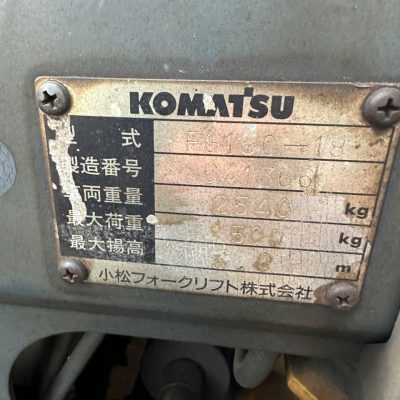 KOMATSU
型 式 FG15C-18
製造番号
車両重量 2540 kg
最大荷重 1500 kg
最大揚高 3.0 m
小松フォークリフト株式会社